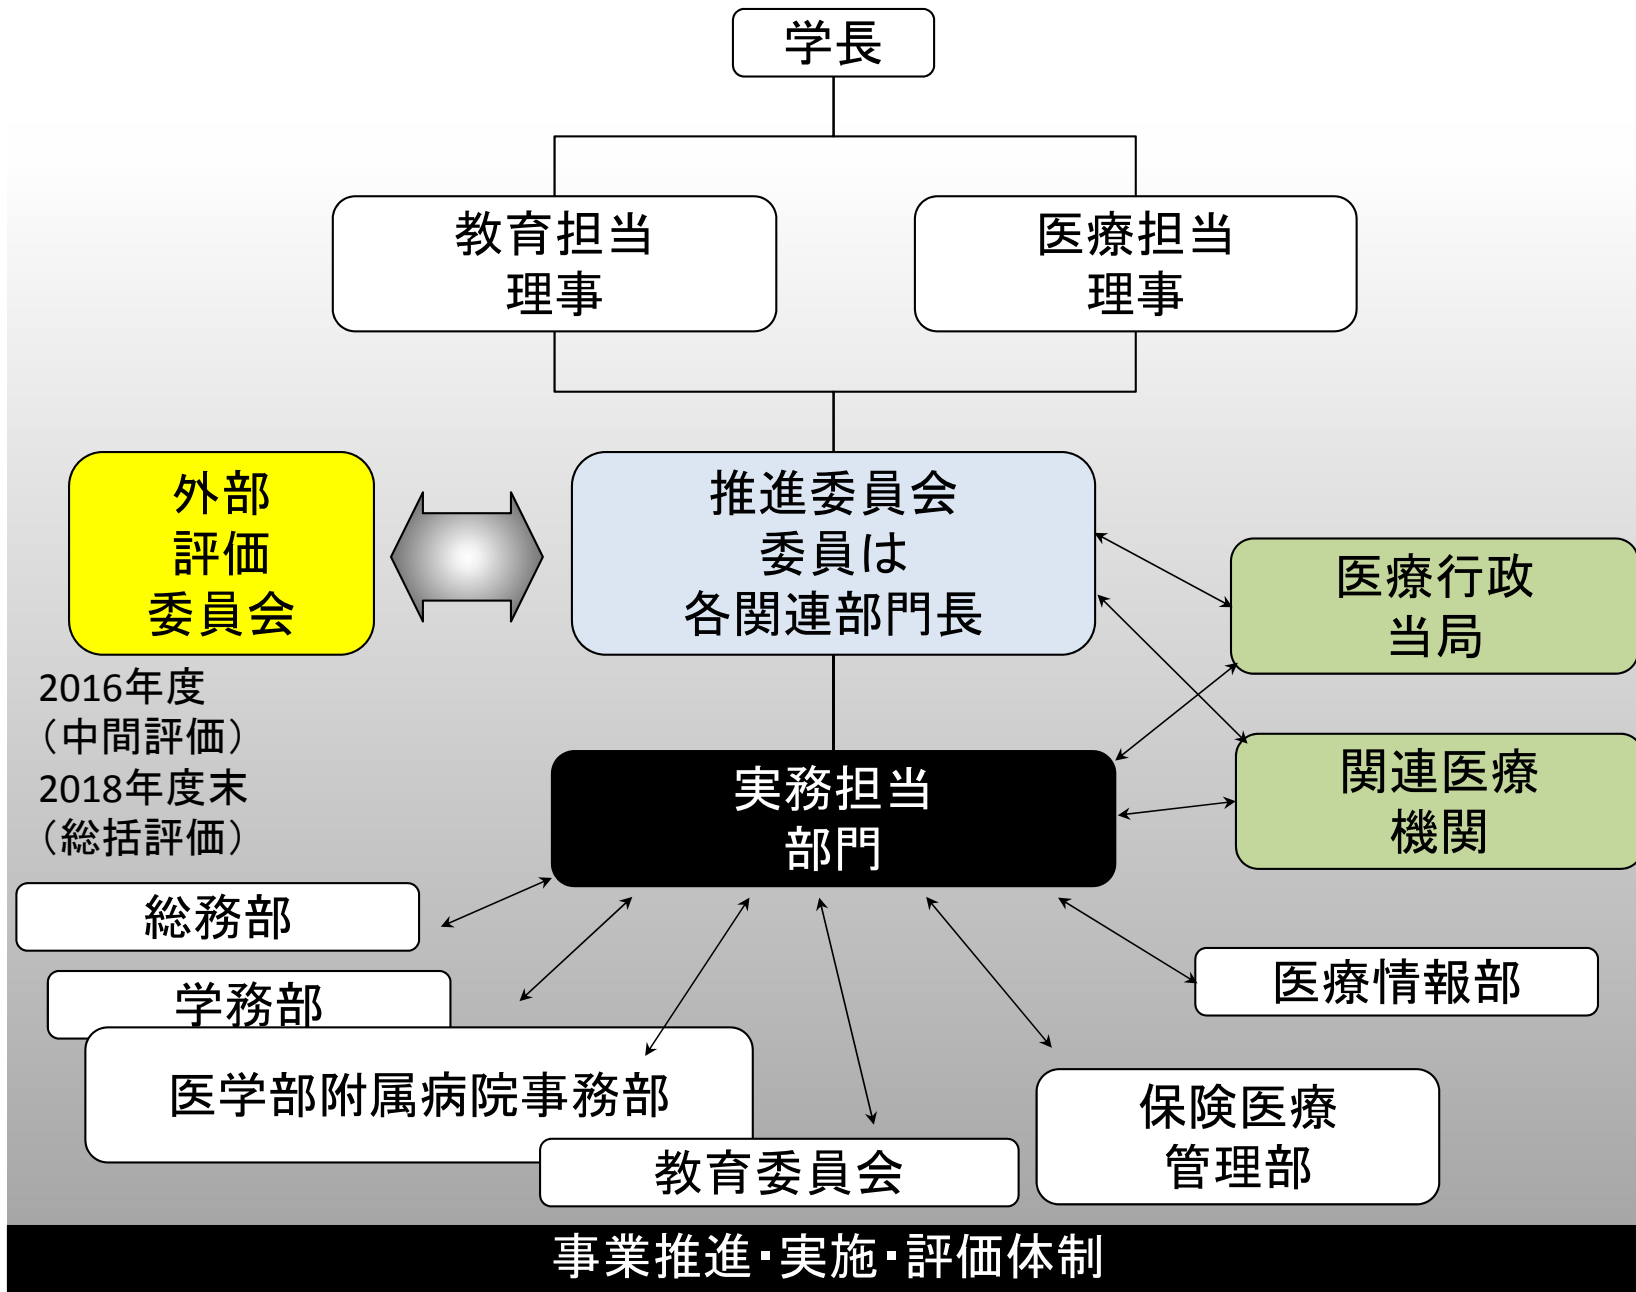 学長
教育担当
理事
医療担当
理事
外部
評価
委員会
推進委員会
委員は
各関連部門長
医療行政
当局
2016年度
（中間評価）
2018年度末
（総括評価）
実務担当
部門
関連医療
機関
総務部
学務部
医療情報部
医学部附属病院事務部
保険医療
管理部
教育委員会
事業推進・実施・評価体制